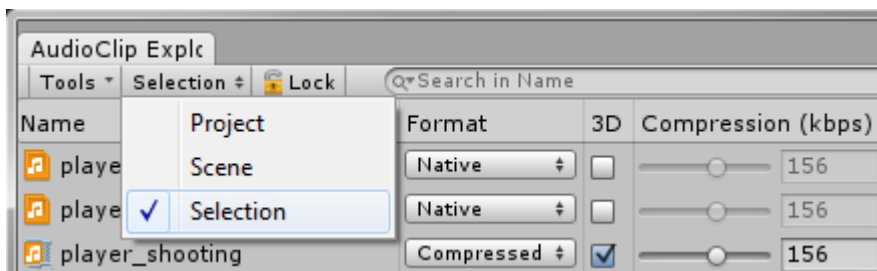 AudioClip Explc
Tools Selection Lock Search in Name
Name Format 3D Compression (kbps)
Project
playe Native 156
Scene
playe Native 156
Selection
player_shooting Compressed 156